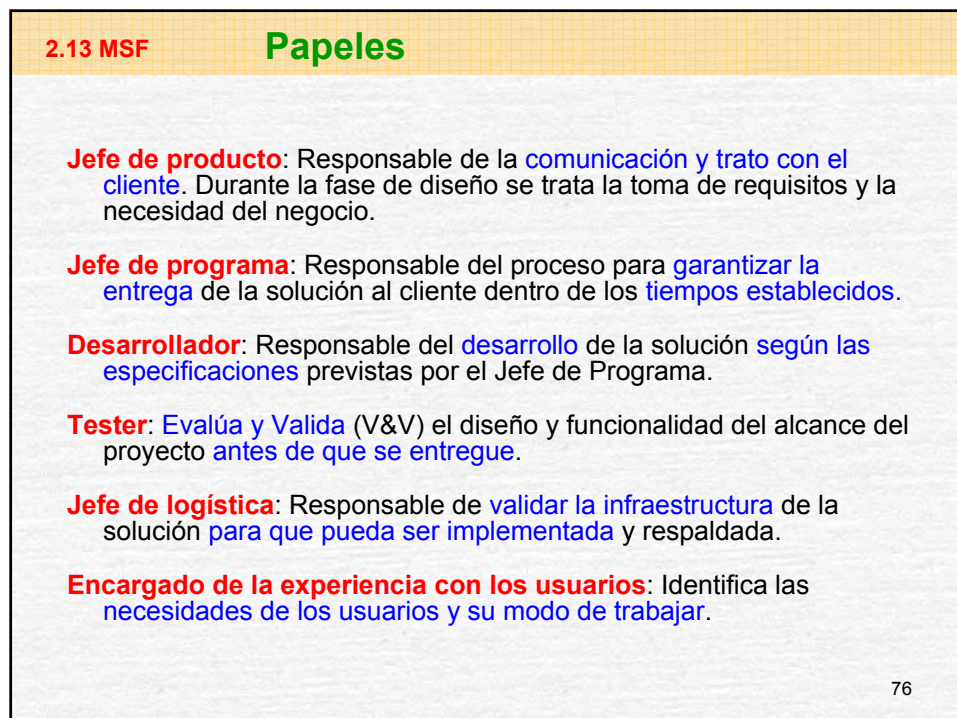 2.13 MSF
Papeles
Jefe de producto: Responsable de la comunicación y trato con el
cliente. Durante la fase de diseño se trata la toma de requisitos y la
necesidad del negocio.
Jefe de programa: Responsable del proceso para garantizar la
entrega de la solución al cliente dentro de los tiempos establecidos.
Desarrollador: Responsable del desarrollo de la solución según las
especificaciones previstas por el Jefe de Programa.
Tester: Evalúa y Valida (V&V) el diseño y funcionalidad del alcance del
proyecto antes de que se entregue.
Jefe de logística: Responsable de validar la infraestructura de la
solución para que pueda ser implementada y respaldada.
Encargado de la experiencia con los usuarios: Identifica las
necesidades de los usuarios y su modo de trabajar.
76